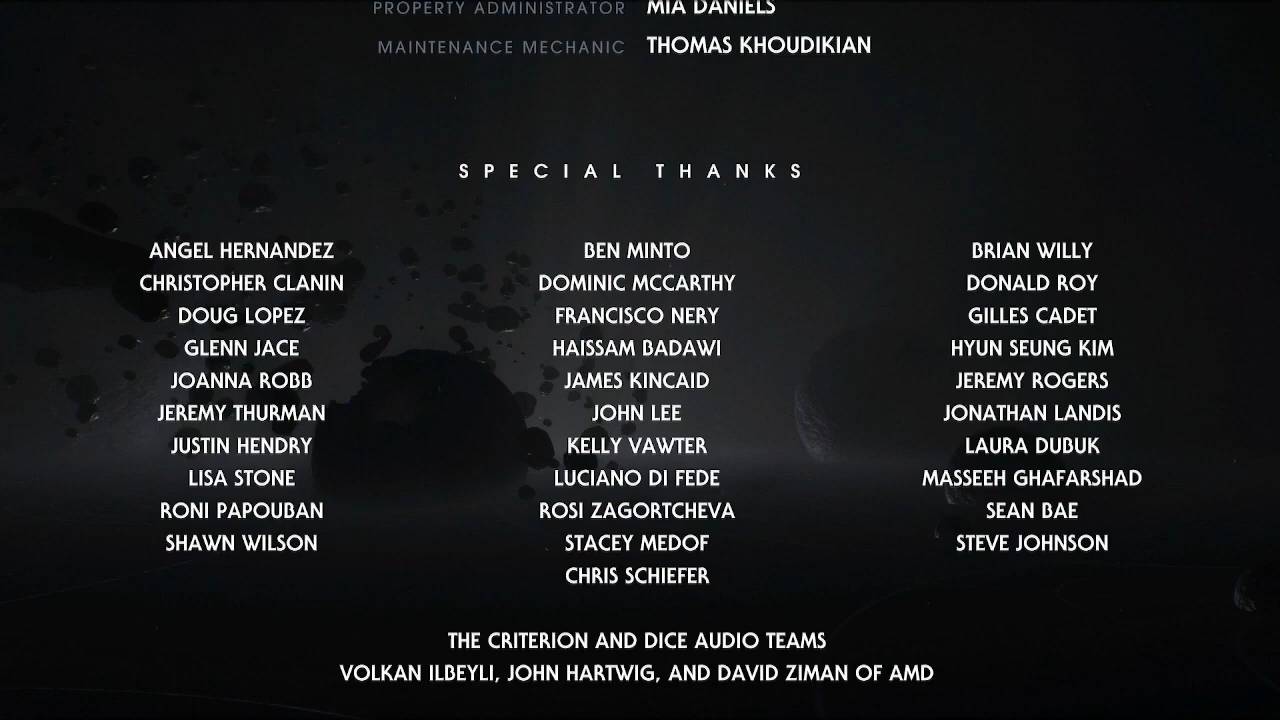 PROPERTY ADMINISTRATOR MIA DANIELS
MAINTENANCE MECHANIC THOMAS KHOUDIKIAN
SPECIAL THANKS
ANGEL HERNANDEZ BEN MINTO BRIAN WILLY
CHRISTOPHER CLANIN DOMINIC MCCARTHY DONALD ROY
DOUG LOPEZ FRANCISCO NERY GILLES CADET
GLENN JACE HAISSAM BADAWI HYUN SEUNG KIM
JOANNA ROBB JAMES KINCAID JEREMY ROGERS
JEREMY THURMAN JOHN LEE JONATHAN LANDIS
JUSTIN HENDRY KELLY VAWTER LAURA DUBUK
LISA STONE LUCIANO DI FEDE MASSEEH GHAFARSHAD
RONI PAPOUBAN ROSI ZAGORTCHEVA SEAN BAE
SHAWN WILSON STACEY MEDOF STEVE JOHNSON
CHRIS SCHIEFER
THE CRITERION AND DICE AUDIO TEAMS
VOLKAN ILBEYLI, JOHN HARTWIG, AND DAVID ZIMAN OF AMD